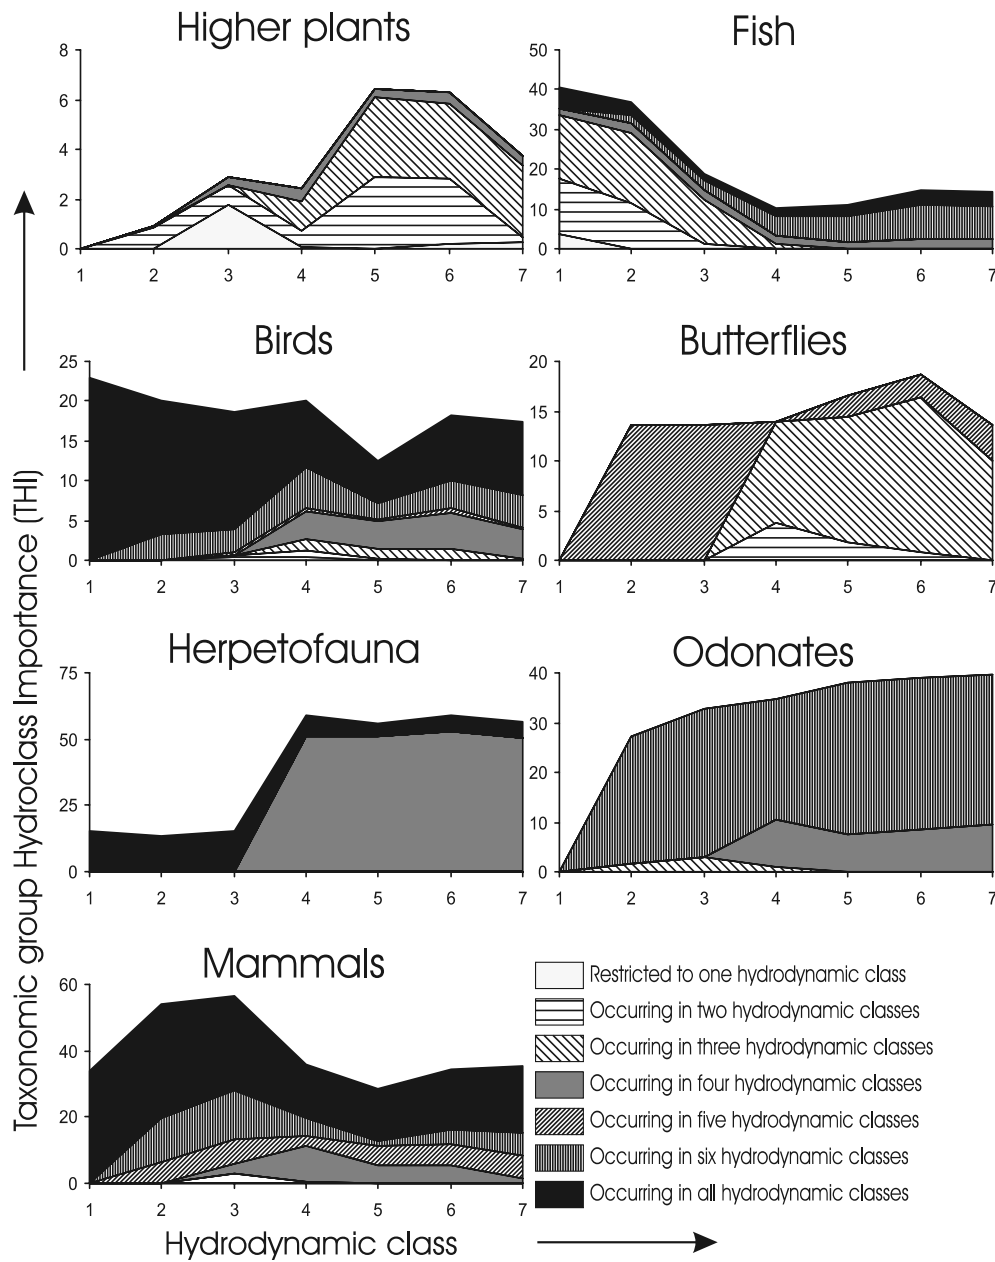 Higher plants
8
6
4
2
0
1 2 3 4 5 6 7
Fish
50
40
30
20
10
0
1 2 3 4 5 6 7
Birds
25
20
15
10
5
0
1 2 3 4 5 6 7
Butterflies
20
15
10
5
0
1 2 3 4 5 6 7
Herpetofauna
75
50
25
0
1 2 3 4 5 6 7
Odonates
40
30
20
10
0
1 2 3 4 5 6 7
Mammals
60
40
20
0
1 2 3 4 5 6 7
Taxonomic group Hydroclass Importance (THI)
Hydrodynamic class
Restricted to one hydrodynamic class
Occurring in two hydrodynamic classes
Occurring in three hydrodynamic classes
Occurring in four hydrodynamic classes
Occurring in five hydrodynamic classes
Occurring in six hydrodynamic classes
Occurring in all hydrodynamic classes